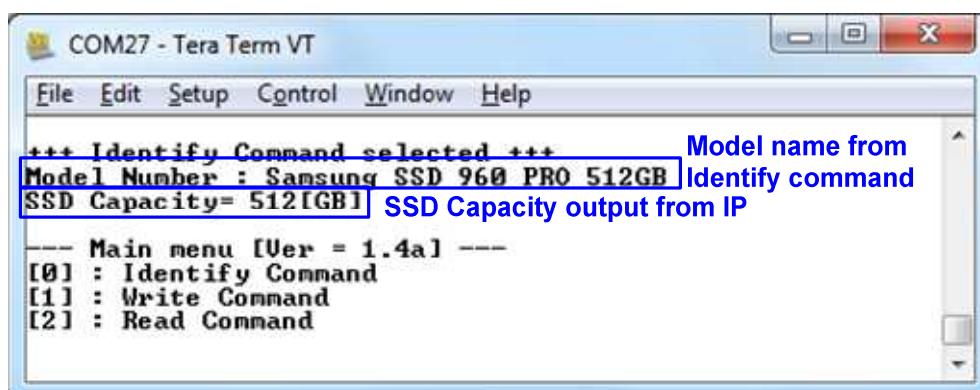 COM27 - Tera Term VT
File Edit Setup Control Window Help
+++ Identify Command selected +++
Model Number : Samsung SSD 960 PRO 512GB
Model name from
Identify command
SSD Capacity= 512[GB]
SSD Capacity output from IP
--- Main menu [Ver = 1.4a] ---
[0] : Identify Command
[1] : Write Command
[2] : Read Command